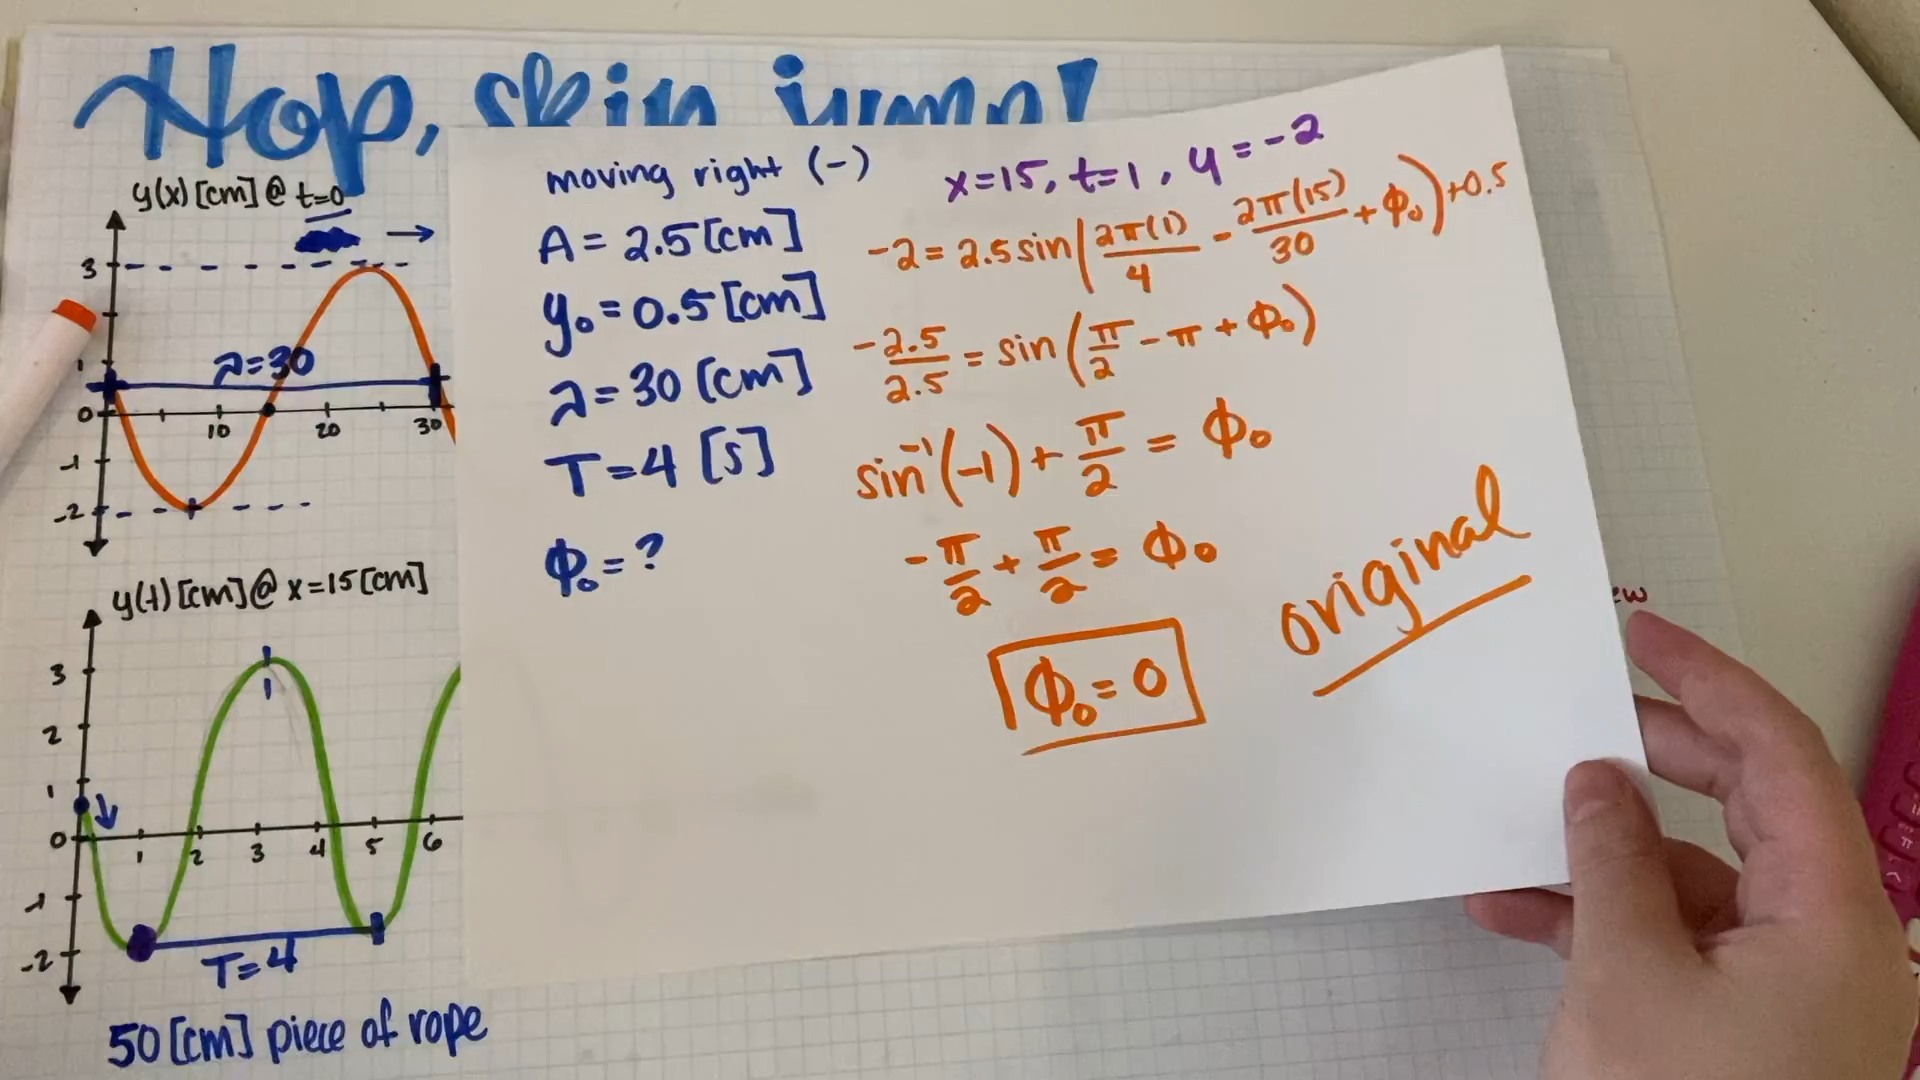 Hop, skip jump!
y(x) [cm] @ t=0
3
1
0
-1
-2
λ=30
10 20 30
y(t) [cm] @ x=15 [cm]
3
2
1
0
-1
-2
1 2 3 4 5 6
T=4
50 [cm] piece of rope
moving right (-)
A = 2.5 [cm]
y₀ = 0.5 [cm]
λ = 30 [cm]
T = 4 [s]
ϕ₀ = ?
x=15, t=1, y=-2
-2 = 2.5 sin(2π(1)/4 - 2π(15)/30 + ϕ₀) + 0.5
-2.5/2.5 = sin(π/2 - π + ϕ₀)
sin⁻¹(-1) + π/2 = ϕ₀
-π/2 + π/2 = ϕ₀
ϕ₀ = 0
original